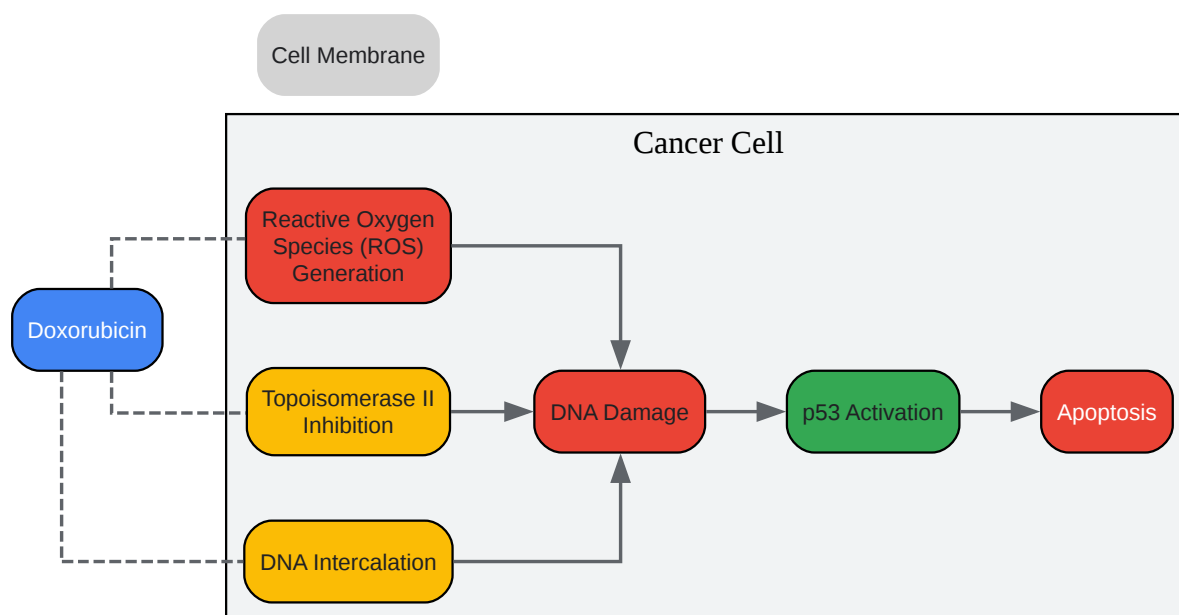 Cell Membrane
Cancer Cell
Reactive Oxygen
Species (ROS)
Generation
Doxorubicin
Topoisomerase II
Inhibition
DNA Damage
p53 Activation
Apoptosis
DNA Intercalation